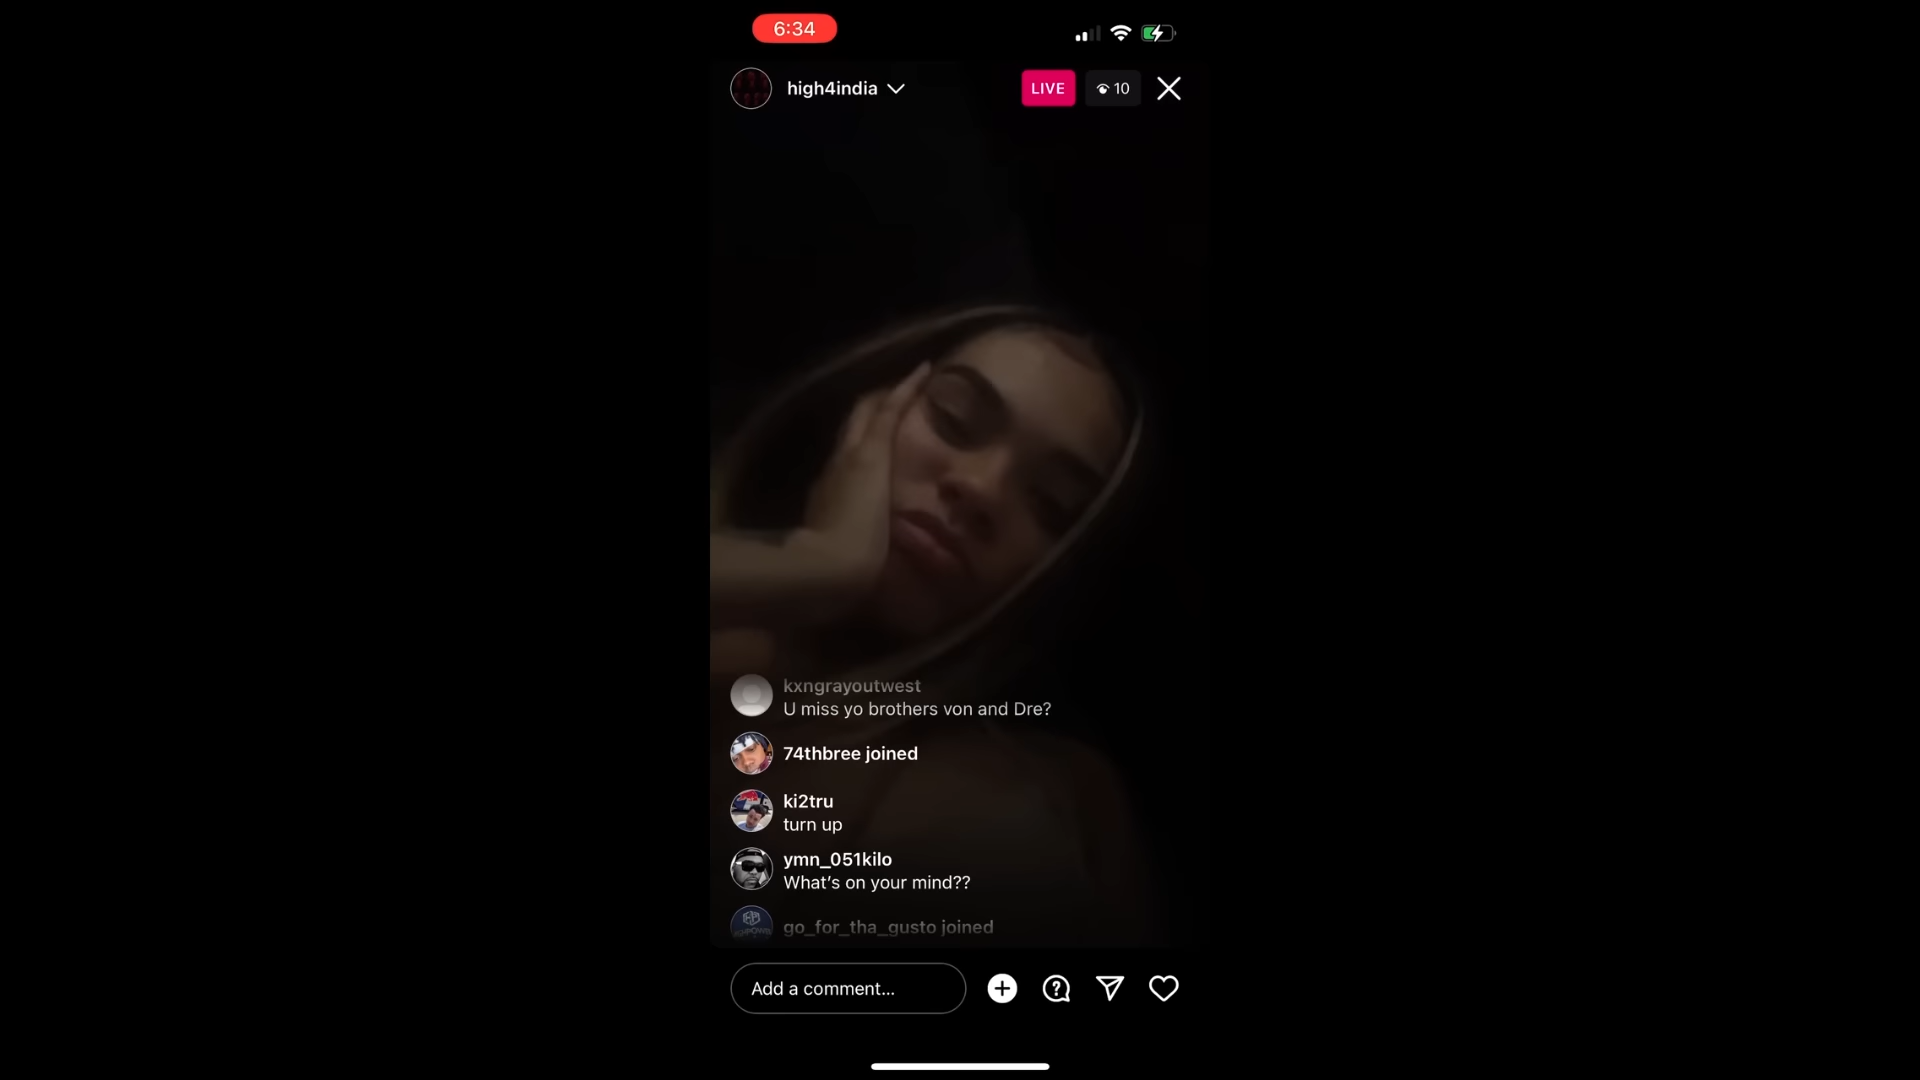 6:34
high4india
LIVE
10
kxngrayoutwest
U miss yo brothers von and Dre?
74thbree joined
ki2tru
turn up
ymn_051kilo
What's on your mind??
go_for_tha_gusto joined
Add a comment...